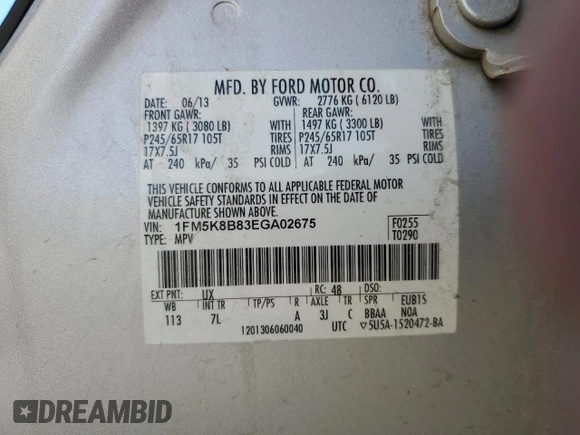 MFD. BY FORD MOTOR CO.
DATE: 06/13 GVWR: 2776 KG ( 6120 LB)
FRONT GAWR: REAR GAWR:
1397 KG ( 3080 LB) WITH 1497 KG ( 3300 LB) WITH
P245/65R17 105T TIRES P245/65R17 105T TIRES
17X7.5J RIMS 17X7.5J RIMS
AT 240 kPa/ 35 PSI COLD AT 240 kPa/ 35 PSI COLD
THIS VEHICLE CONFORMS TO ALL APPLICABLE FEDERAL MOTOR
VEHICLE SAFETY STANDARDS IN EFFECT ON THE DATE OF
MANUFACTURE SHOWN ABOVE.
VIN: 1FM5K8B83EGA02675 F0255
TYPE: MPV T0290
EXT PNT: UX RC: 48 DSO:
WB INT TR TP/PS R AXLE TR SPR EUB1S
113 7L A 3J C BBAA NOA
1201306060040 UTC ▽5U5A-1520472-BA
DREAMBID